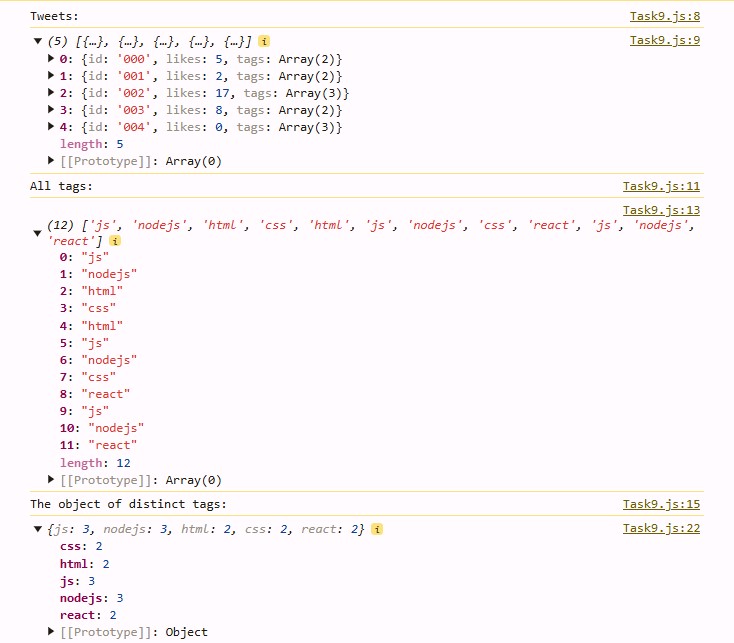 Tweets: Task9.js:8
(5) [{…}, {…}, {…}, {…}, {…}] i Task9.js:9
0: {id: '000', likes: 5, tags: Array(2)}
1: {id: '001', likes: 2, tags: Array(2)}
2: {id: '002', likes: 17, tags: Array(3)}
3: {id: '003', likes: 8, tags: Array(2)}
4: {id: '004', likes: 0, tags: Array(3)}
length: 5
[[Prototype]]: Array(0)
All tags: Task9.js:11
Task9.js:13
(12) ['js', 'nodejs', 'html', 'css', 'html', 'js', 'nodejs', 'css', 'react', 'js', 'nodejs',
'react'] i
0: "js"
1: "nodejs"
2: "html"
3: "css"
4: "html"
5: "js"
6: "nodejs"
7: "css"
8: "react"
9: "js"
10: "nodejs"
11: "react"
length: 12
[[Prototype]]: Array(0)
The object of distinct tags: Task9.js:15
{js: 3, nodejs: 3, html: 2, css: 2, react: 2} i Task9.js:22
css: 2
html: 2
js: 3
nodejs: 3
react: 2
[[Prototype]]: Object